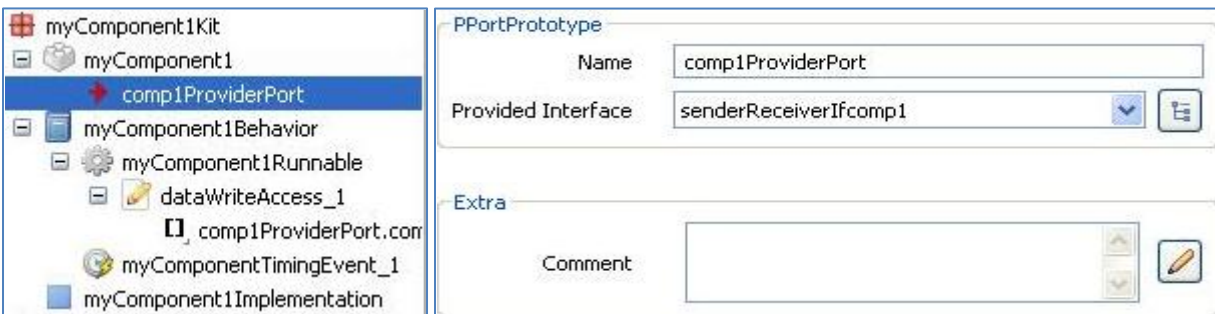 myComponent1Kit
myComponent1
comp1ProviderPort
myComponent1Behavior
myComponent1Runnable
dataWriteAccess_1
[] comp1ProviderPort.com
myComponentTimingEvent_1
myComponent1Implementation
PPortPrototype
Name comp1ProviderPort
Provided Interface senderReceiverIfcomp1
Extra
Comment